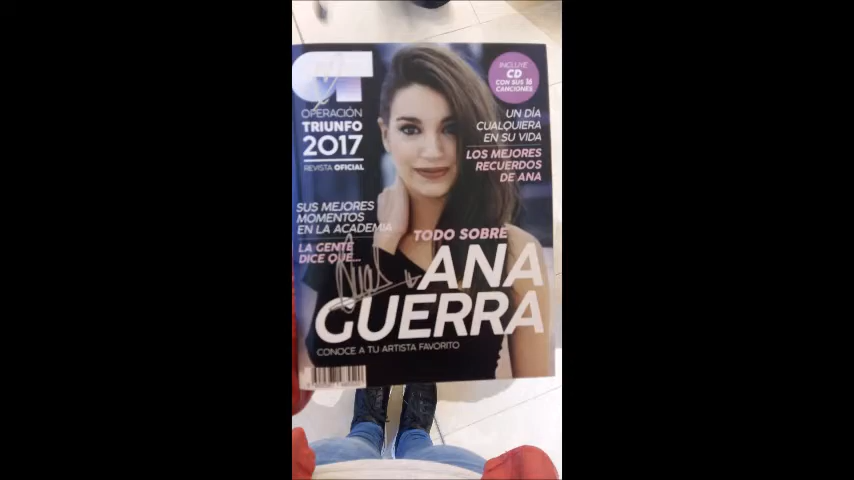 OT
OPERACIÓN
TRIUNFO
2017
REVISTA OFICIAL
INCLUYE
CD
CON SUS 16
CANCIONES
UN DÍA
CUALQUIERA
EN SU VIDA
LOS MEJORES
RECUERDOS
DE ANA
SUS MEJORES
MOMENTOS
EN LA ACADEMIA
LA GENTE
DICE QUE...
TODO SOBRE
ANA
GUERRA
CONOCE A TU ARTISTA FAVORITO